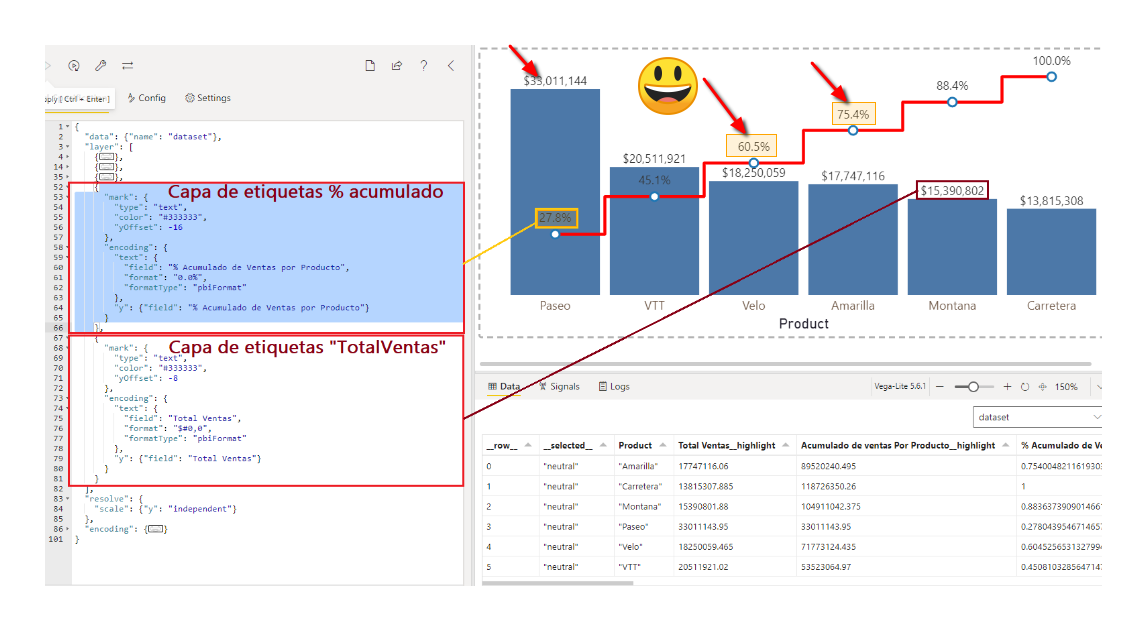 pply [ Ctrl + Enter ]
Config
Settings
1
{
2
"data": {"name": "dataset"},
3
"layer": [
4
{ },
14
{ },
35
{ },
52
{
Capa de etiquetas % acumulado
53
"mark": {
54
"type": "text",
55
"color": "#333333",
56
"yOffset": -16
57
},
58
"encoding": {
59
"text": {
60
"field": "% Acumulado de Ventas por Producto",
61
"format": "0.0%",
62
"formatType": "pbiFormat"
63
},
64
"y": {"field": "% Acumulado de Ventas por Producto"}
65
}
66
},
67
{
Capa de etiquetas "TotalVentas"
68
"mark": {
69
"type": "text",
70
"color": "#333333",
71
"yOffset": -8
72
},
73
"encoding": {
74
"text": {
75
"field": "Total Ventas",
76
"format": "$#0,0",
77
"formatType": "pbiFormat"
78
},
79
"y": {"field": "Total Ventas"}
80
}
81
}
82
],
83
"resolve": {
84
"scale": {"y": "independent"}
85
},
86
"encoding": { }
101
}
100.0%
88.4%
$33,011,144
75.4%
60.5%
$20,511,921
45.1%
$18,250,059
$17,747,116
$15,390,802
$13,815,308
27.8%
Paseo VTT Velo Amarilla Montana Carretera
Product
Data Signals Logs Vega-Lite 5.6.1 150%
dataset
__row__ __selected__ Product Total Ventas__highlight Acumulado de ventas Por Producto__highlight % Acumulado de Ve
0 "neutral" "Amarilla" 17747116.06 89520240.495 0.7540048211619303
1 "neutral" "Carretera" 13815307.885 118726350.26 1
2 "neutral" "Montana" 15390801.88 104911042.375 0.883637390901466
3 "neutral" "Paseo" 33011143.95 33011143.95 0.278043954671465
4 "neutral" "Velo" 18250059.465 71773124.435 0.604525653132799
5 "neutral" "VTT" 20511921.02 53523064.97 0.450810328564714